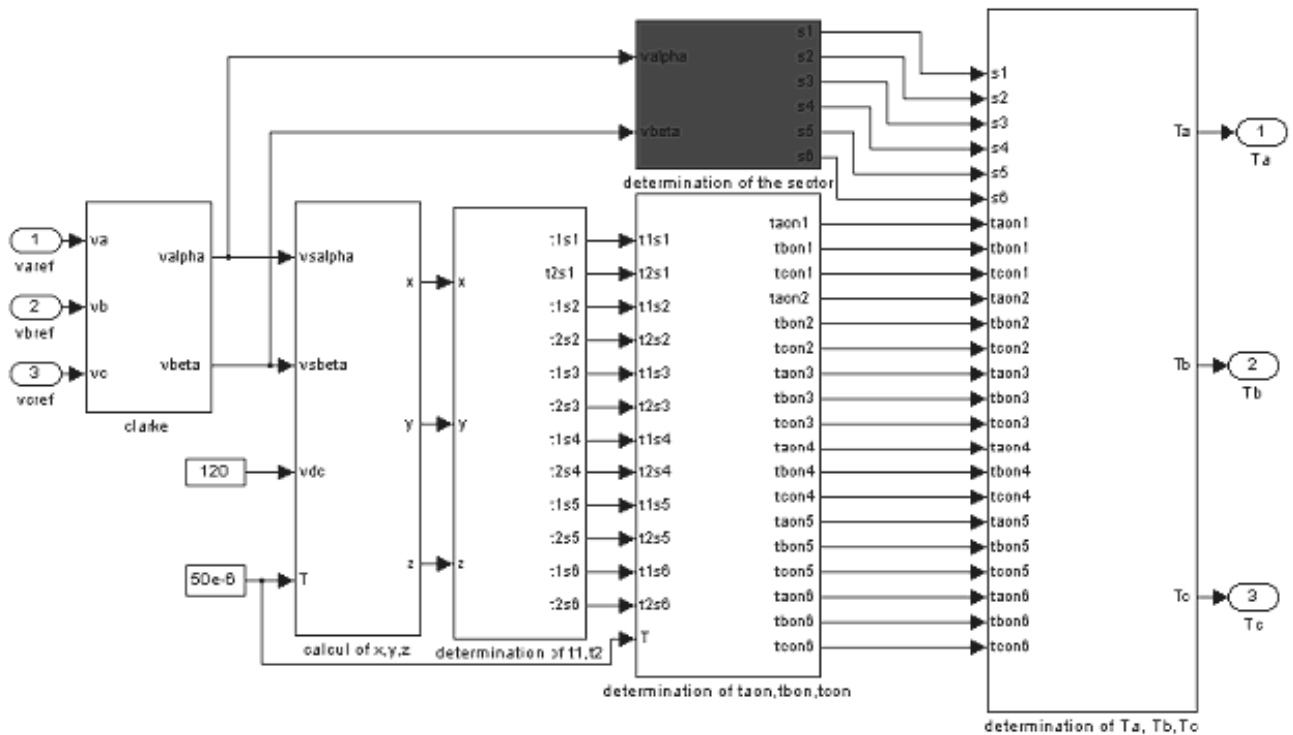 1
varef
2
vbref
3
vcref
va
vb
vc
valpha
vbeta
clarke
120
50e-6
vsalpha
vsbeta
vdc
T
x
y
z
calcul of x,y,z
x
y
z
t1s1
t2s1
t1s2
t2s2
t1s3
t2s3
t1s4
t2s4
t1s5
t2s5
t1s6
t2s6
determination of t1,t2
valpha
vbeta
s1
s2
s3
s4
s5
s6
determination of the sector
t1s1
t2s1
t1s2
t2s2
t1s3
t2s3
t1s4
t2s4
t1s5
t2s5
t1s6
t2s6
T
taon1
tbon1
tcon1
taon2
tbon2
tcon2
taon3
tbon3
tcon3
taon4
tbon4
tcon4
taon5
tbon5
tcon5
taon6
tbon6
tcon6
determination of taon,tbon,tcon
s1
s2
s3
s4
s5
s6
taon1
tbon1
tcon1
taon2
tbon2
tcon2
taon3
tbon3
tcon3
taon4
tbon4
tcon4
taon5
tbon5
tcon5
taon6
tbon6
tcon6
Ta
Tb
Tc
determination of Ta, Tb,Tc
1
Ta
2
Tb
3
Tc